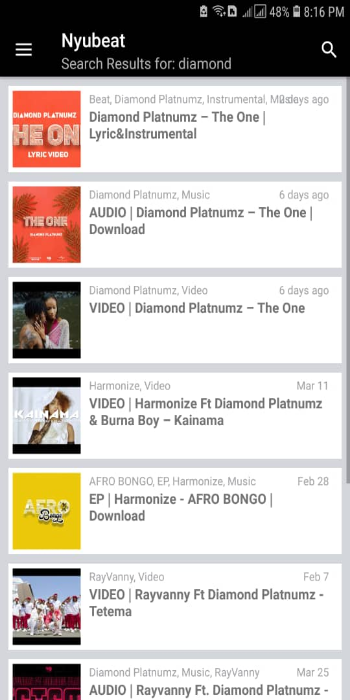 48% 8:16 PM
Nyubeat
Search Results for: diamond
DIAMOND PLATNUMZ
HE ON
LYRIC VIDEO
Beat, Diamond Platnumz, Instrumental, Music
days ago
Diamond Platnumz – The One |
Lyric&Instrumental
THE ONE
DIAMOND PLATNUMZ
Diamond Platnumz, Music
6 days ago
AUDIO | Diamond Platnumz – The One |
Download
Diamond Platnumz, Video
6 days ago
VIDEO | Diamond Platnumz – The One
KAINAMA
Harmonize, Video
Mar 11
VIDEO | Harmonize Ft Diamond Platnumz
& Burna Boy – Kainama
AFRO
Bongo
AFRO BONGO, EP, Harmonize, Music
Feb 28
EP | Harmonize - AFRO BONGO |
Download
RayVanny, Video
Feb 7
VIDEO | Rayvanny Ft Diamond Platnumz -
Tetema
Diamond Platnumz, Music, RayVanny
Mar 25
AUDIO | Rayvanny Ft. Diamond Platnumz -